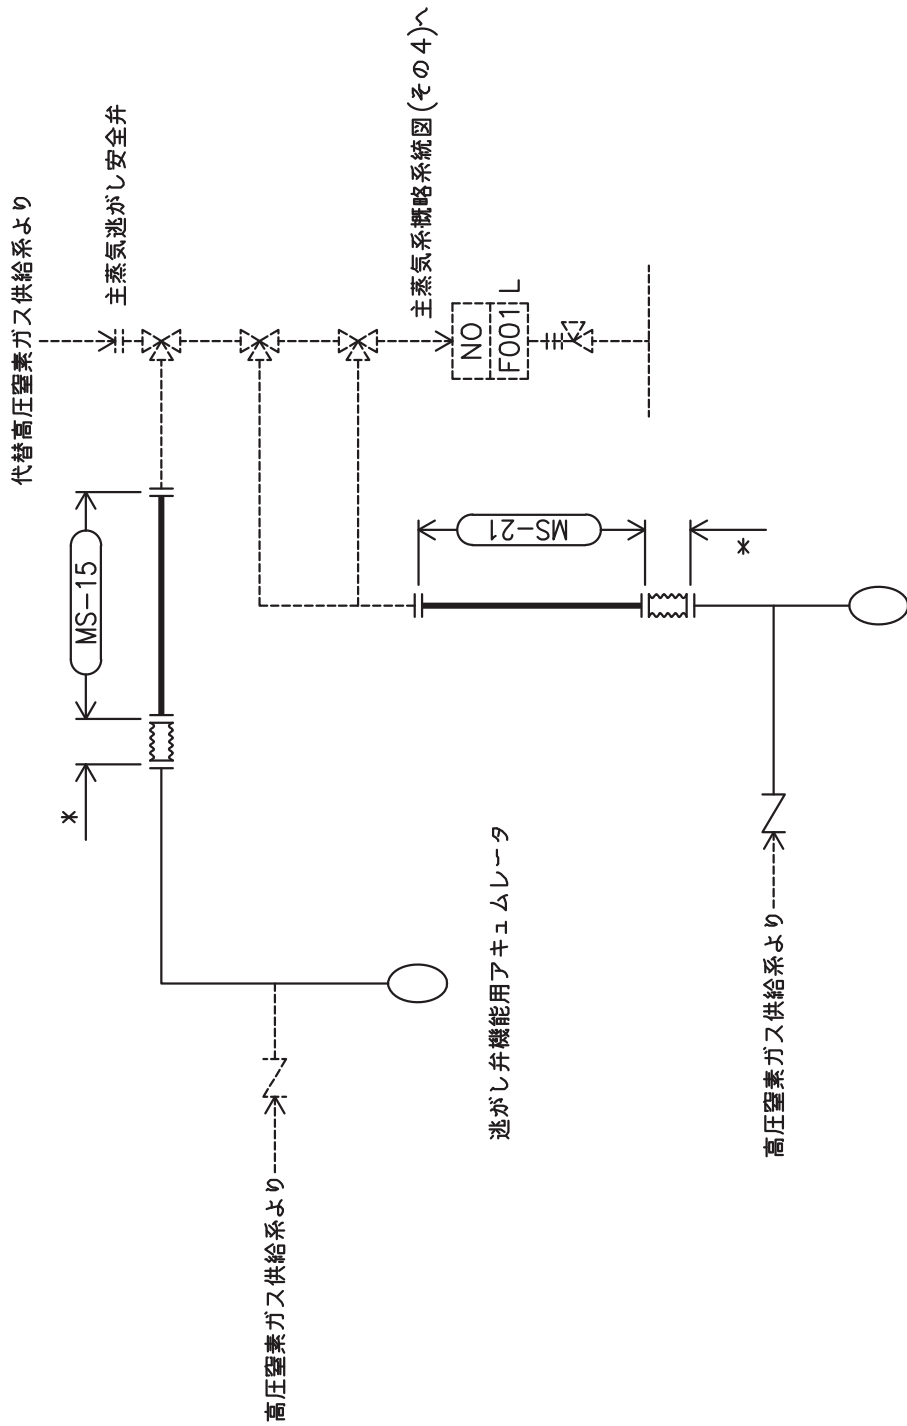 代替高圧窒素ガス供給系より
主蒸気逃がし安全弁
主蒸気系概略系統図(その4)へ
NO
F001 L
MS-15
*
MS-21
*
高圧窒素ガス供給系より
逃がし弁機能用アキュムレータ
高圧窒素ガス供給系より